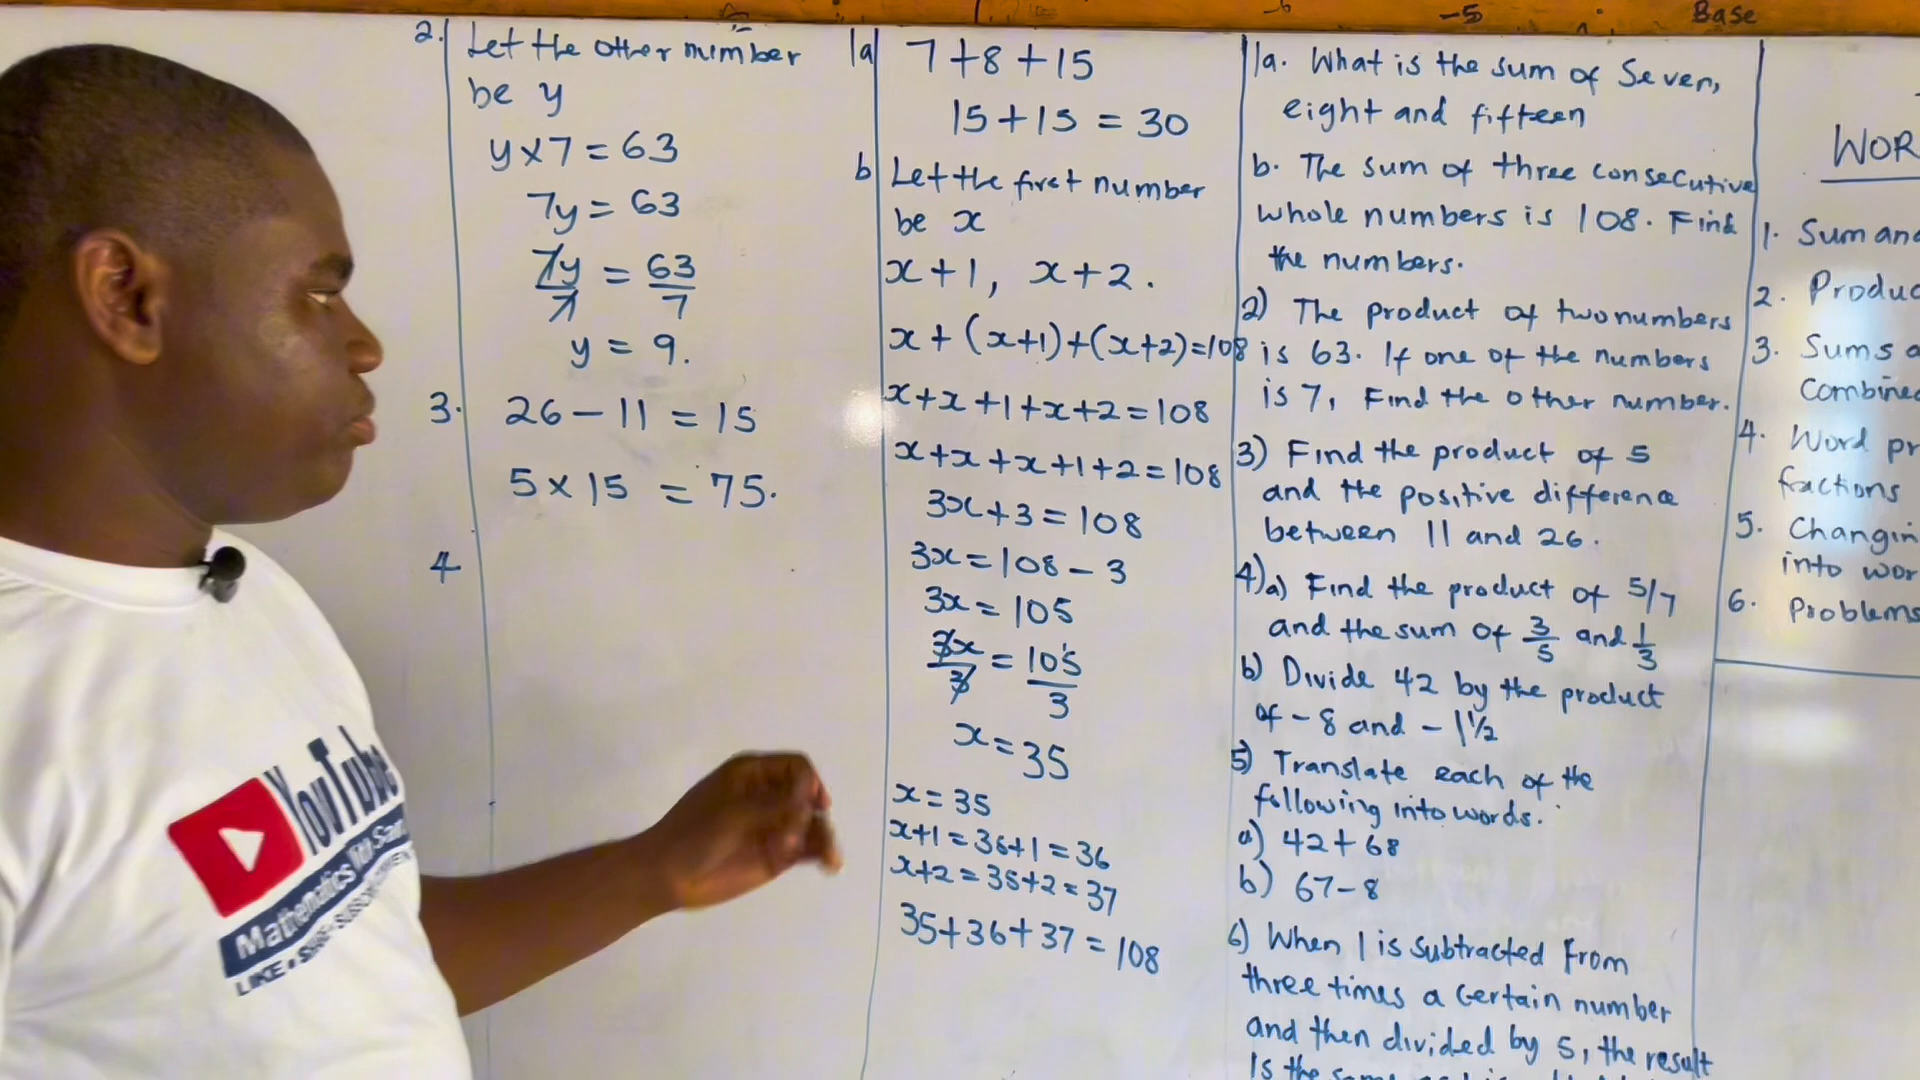 -5
Base
2. Let the other number
be y
y x 7 = 63
7y = 63
7y/7 = 63/7
y = 9.
3. 26 - 11 = 15
5 x 15 = 75.
4
1a 7 + 8 + 15
15 + 15 = 30
b Let the first number
be x
x + 1, x + 2.
x + (x+1) + (x+2) = 108
x + x + 1 + x + 2 = 108
x + x + x + 1 + 2 = 108
3x + 3 = 108
3x = 108 - 3
3x = 105
3x/3 = 105/3
x = 35
x = 35
x+1 = 35+1 = 36
x+2 = 35+2 = 37
35 + 36 + 37 = 108
1a. What is the sum of Seven,
eight and fifteen
b. The sum of three consecutive
whole numbers is 108. Find
the numbers.
2) The product of two numbers
is 63. If one of the numbers
is 7, Find the other number.
3) Find the product of 5
and the positive difference
between 11 and 26.
4) a) Find the product of 5/7
and the sum of 3/5 and 1/3
b) Divide 42 by the product
of - 8 and - 1 1/2
5) Translate each of the
following into words.
a) 42 + 68
b) 67 - 8
6) When 1 is subtracted From
three times a certain number
and then divided by 5, the result
is the
WOR
1. Sum and
2. Produc
3. Sums a
Combined
4. Word pr
fractions
5. Changin
into wor
6. Problems
YouTube
Mathematics
LIKE